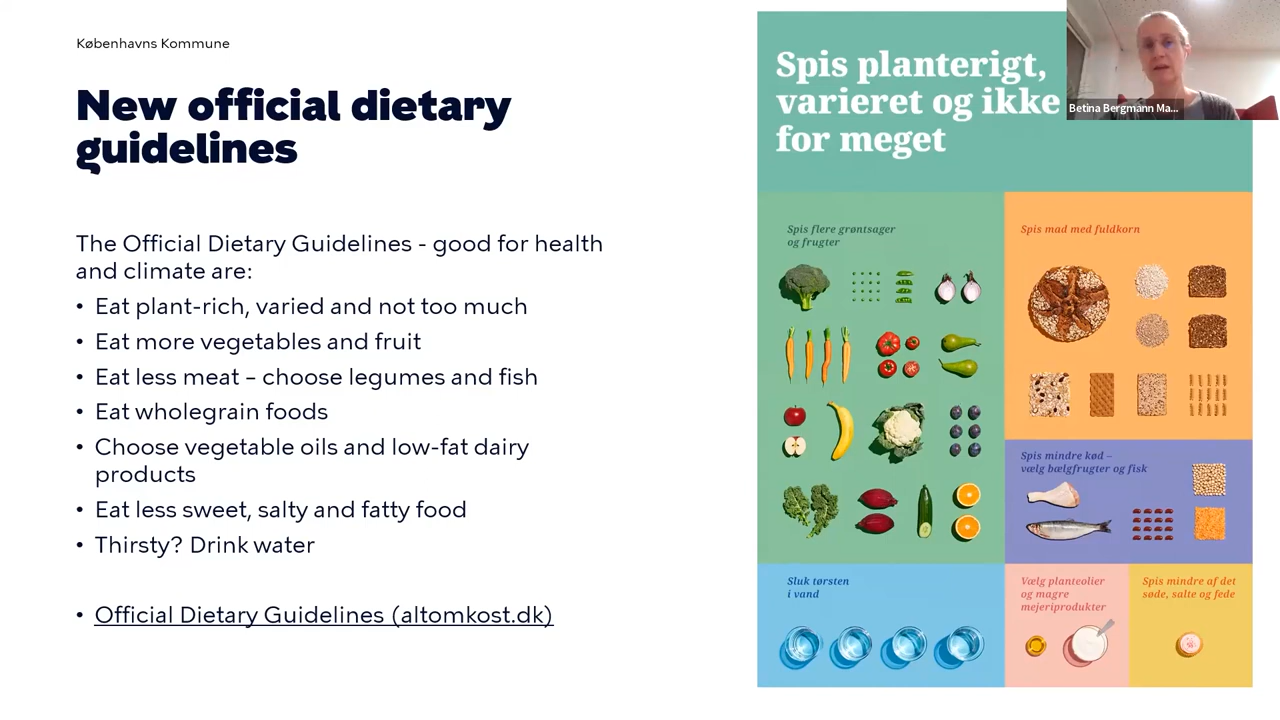 Københavns Kommune
New official dietary
guidelines
The Official Dietary Guidelines - good for health
and climate are:
• Eat plant-rich, varied and not too much
• Eat more vegetables and fruit
• Eat less meat – choose legumes and fish
• Eat wholegrain foods
• Choose vegetable oils and low-fat dairy
products
• Eat less sweet, salty and fatty food
• Thirsty? Drink water
• Official Dietary Guidelines (altomkost.dk)
Spis planterigt,
varieret og ikke
for meget
Betina Bergmann Ma...
Spis flere grøntsager
og frugter
Spis mad med fuldkorn
Spis mindre kød –
vælg bælgfrugter og fisk
Sluk tørsten
i vand
Vælg planteolier
og magre
mejeriprodukter
Spis mindre af det
søde, salte og fede